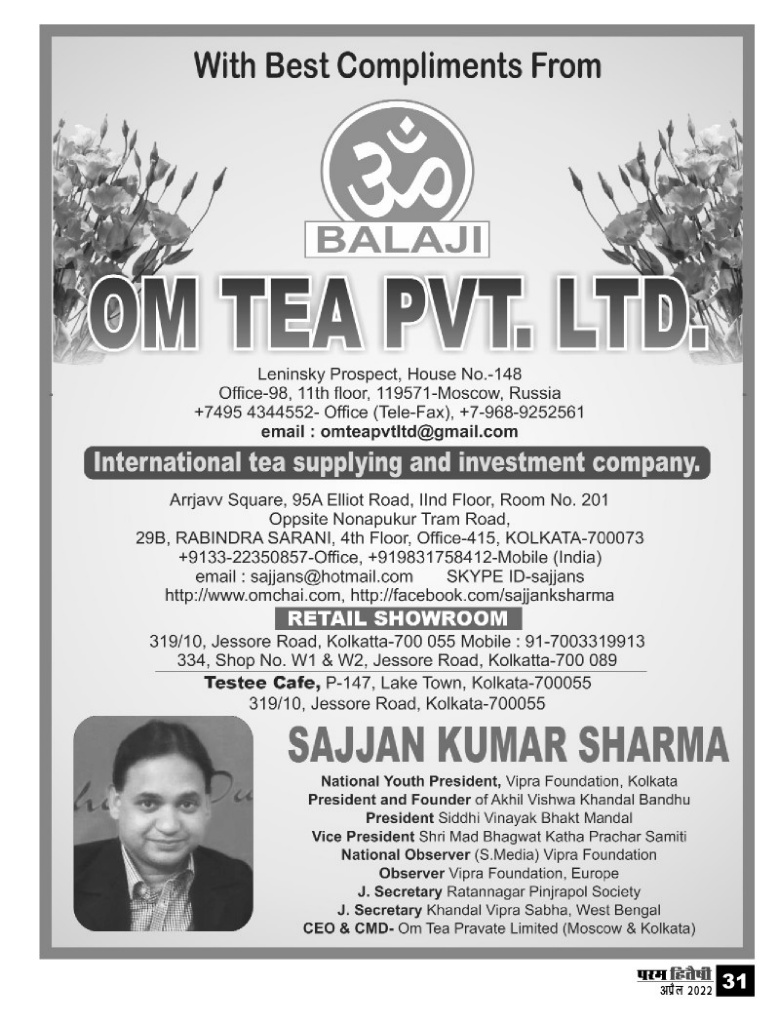 With Best Compliments From
ॐ
BALAJI
OM TEA PVT. LTD.
Leninsky Prospect, House No.-148
Office-98, 11th floor, 119571-Moscow, Russia
+7495 4344552- Office (Tele-Fax), +7-968-9252561
email : omteapvtltd@gmail.com
International tea supplying and investment company.
Arrjavv Square, 95A Elliot Road, IInd Floor, Room No. 201
Oppsite Nonapukur Tram Road,
29B, RABINDRA SARANI, 4th Floor, Office-415, KOLKATA-700073
+9133-22350857-Office, +919831758412-Mobile (India)
email : sajjans@hotmail.com SKYPE ID-sajjans
http://www.omchai.com, http://facebook.com/sajjanksharma
RETAIL SHOWROOM
319/10, Jessore Road, Kolkatta-700 055 Mobile : 91-7003319913
334, Shop No. W1 & W2, Jessore Road, Kolkatta-700 089
Testee Cafe, P-147, Lake Town, Kolkata-700055
319/10, Jessore Road, Kolkata-700055
SAJJAN KUMAR SHARMA
National Youth President, Vipra Foundation, Kolkata
President and Founder of Akhil Vishwa Khandal Bandhu
President Siddhi Vinayak Bhakt Mandal
Vice President Shri Mad Bhagwat Katha Prachar Samiti
National Observer (S.Media) Vipra Foundation
Observer Vipra Foundation, Europe
J. Secretary Ratannagar Pinjrapol Society
J. Secretary Khandal Vipra Sabha, West Bengal
CEO & CMD- Om Tea Pravate Limited (Moscow & Kolkata)
परम हितैषी
अप्रैल 2022 31